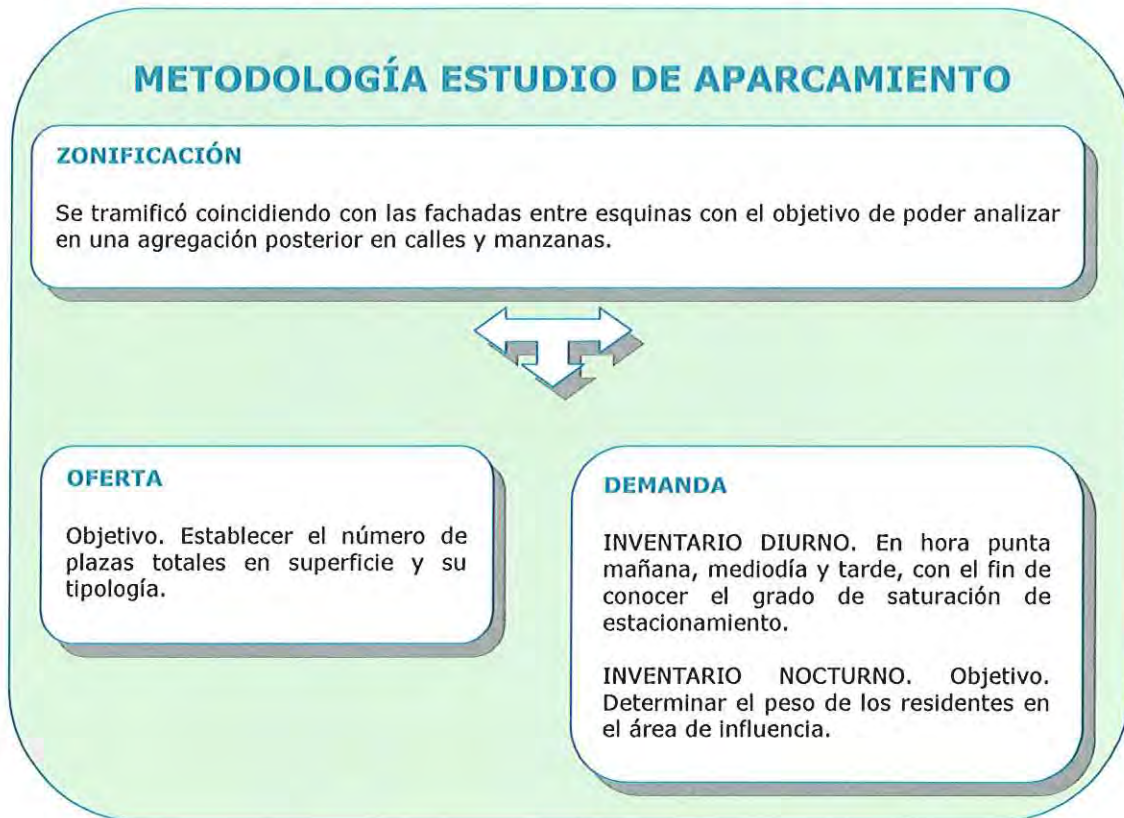 METODOLOGÍA ESTUDIO DE APARCAMIENTO
ZONIFICACIÓN
Se tramificó coincidiendo con las fachadas entre esquinas con el objetivo de poder analizar
en una agregación posterior en calles y manzanas.
OFERTA
Objetivo. Establecer el número de
plazas totales en superficie y su
tipología.
DEMANDA
INVENTARIO DIURNO. En hora punta
mañana, mediodía y tarde, con el fin de
conocer el grado de saturación de
estacionamiento.
INVENTARIO NOCTURNO. Objetivo.
Determinar el peso de los residentes en
el área de influencia.